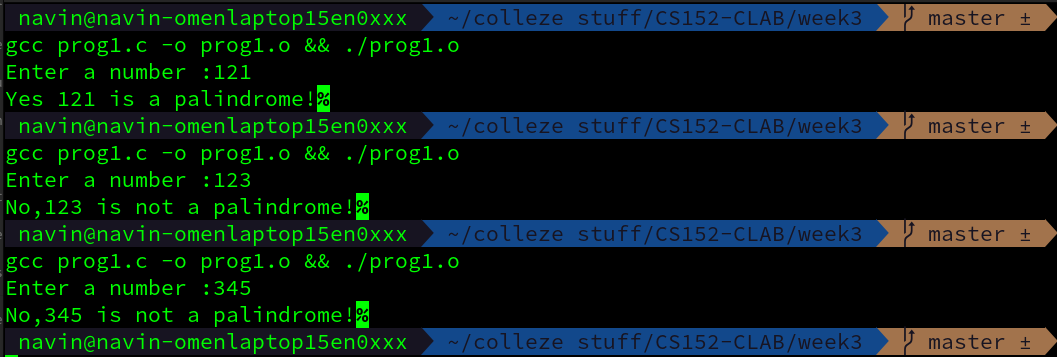 navin@navin-omenlaptop15en0xxx ~/colleze stuff/CS152-CLAB/week3 master ±
gcc prog1.c -o prog1.o && ./prog1.o
Enter a number :121
Yes 121 is a palindrome!%
navin@navin-omenlaptop15en0xxx ~/colleze stuff/CS152-CLAB/week3 master ±
gcc prog1.c -o prog1.o && ./prog1.o
Enter a number :123
No,123 is not a palindrome!%
navin@navin-omenlaptop15en0xxx ~/colleze stuff/CS152-CLAB/week3 master ±
gcc prog1.c -o prog1.o && ./prog1.o
Enter a number :345
No,345 is not a palindrome!%
navin@navin-omenlaptop15en0xxx ~/colleze stuff/CS152-CLAB/week3 master ±